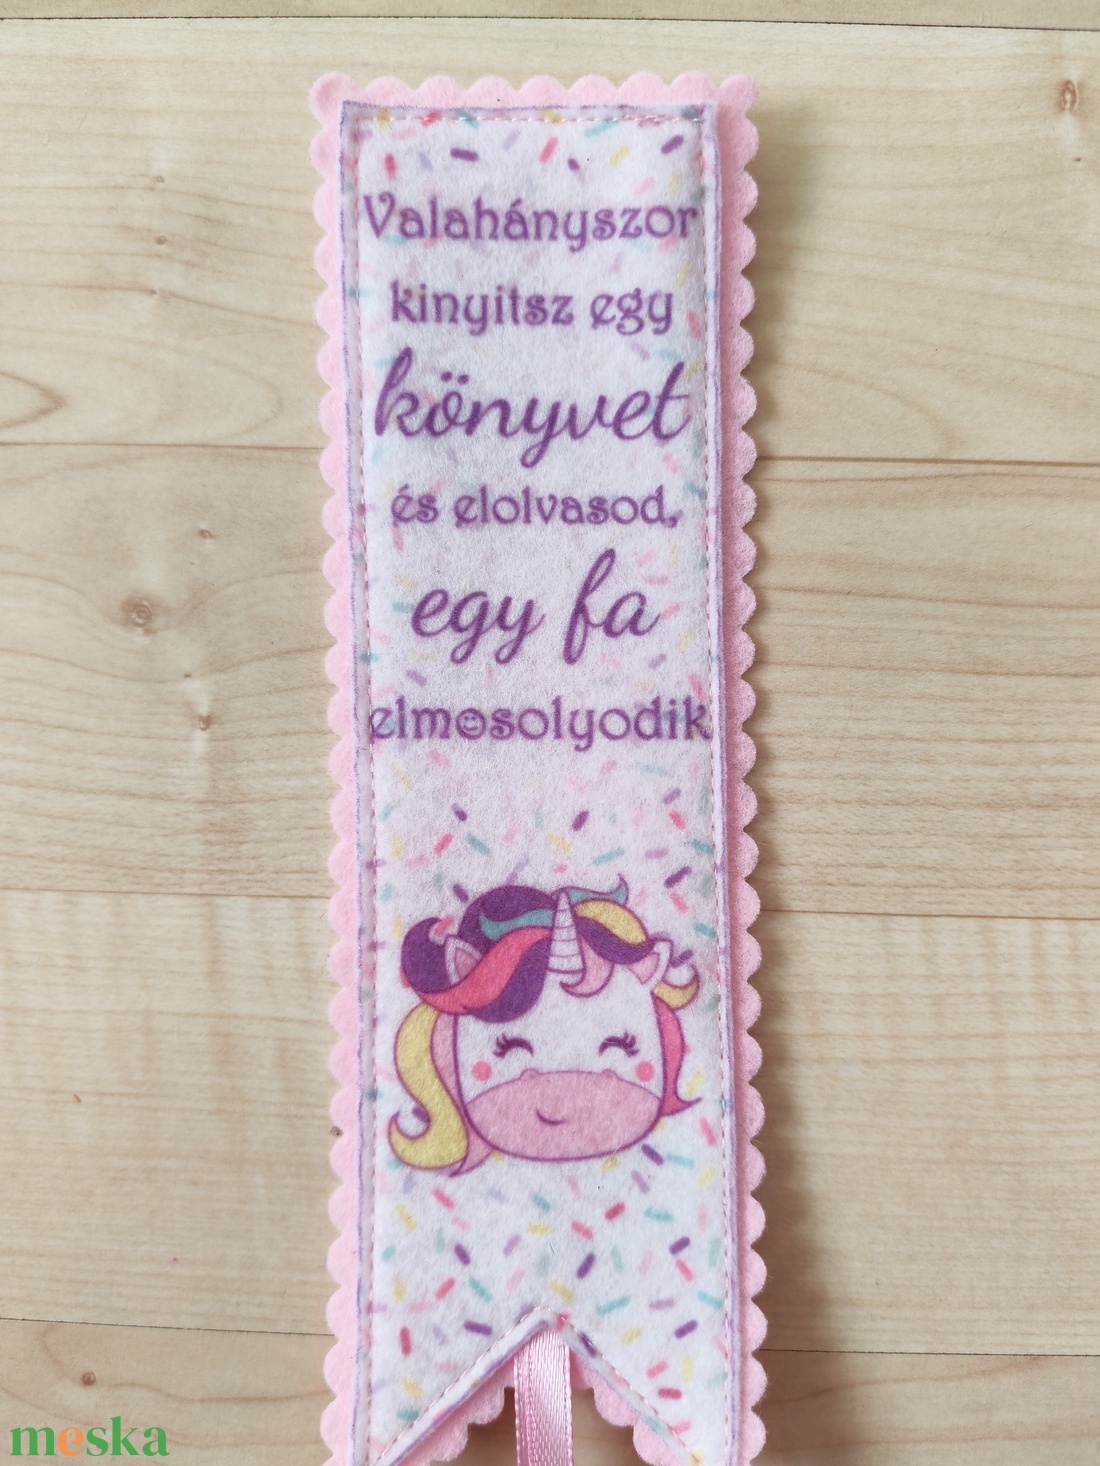 Valahányszor
kinyitsz egy
könyvet
és elolvasod,
egy fa
elmosolyodik
meska